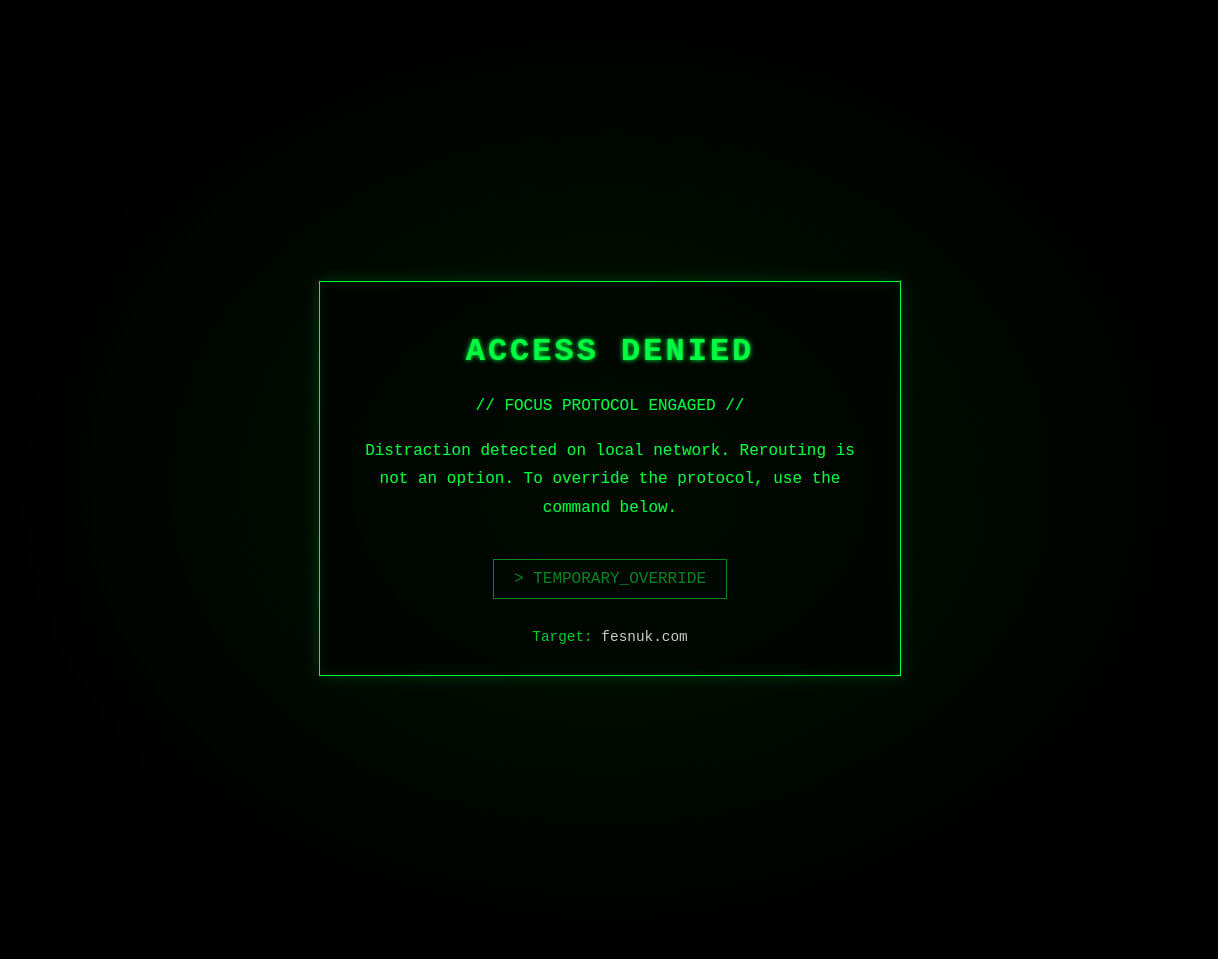 ACCESS DENIED
// FOCUS PROTOCOL ENGAGED //
Distraction detected on local network. Rerouting is
not an option. To override the protocol, use the
command below.
> TEMPORARY_OVERRIDE
Target: fesnuk.com